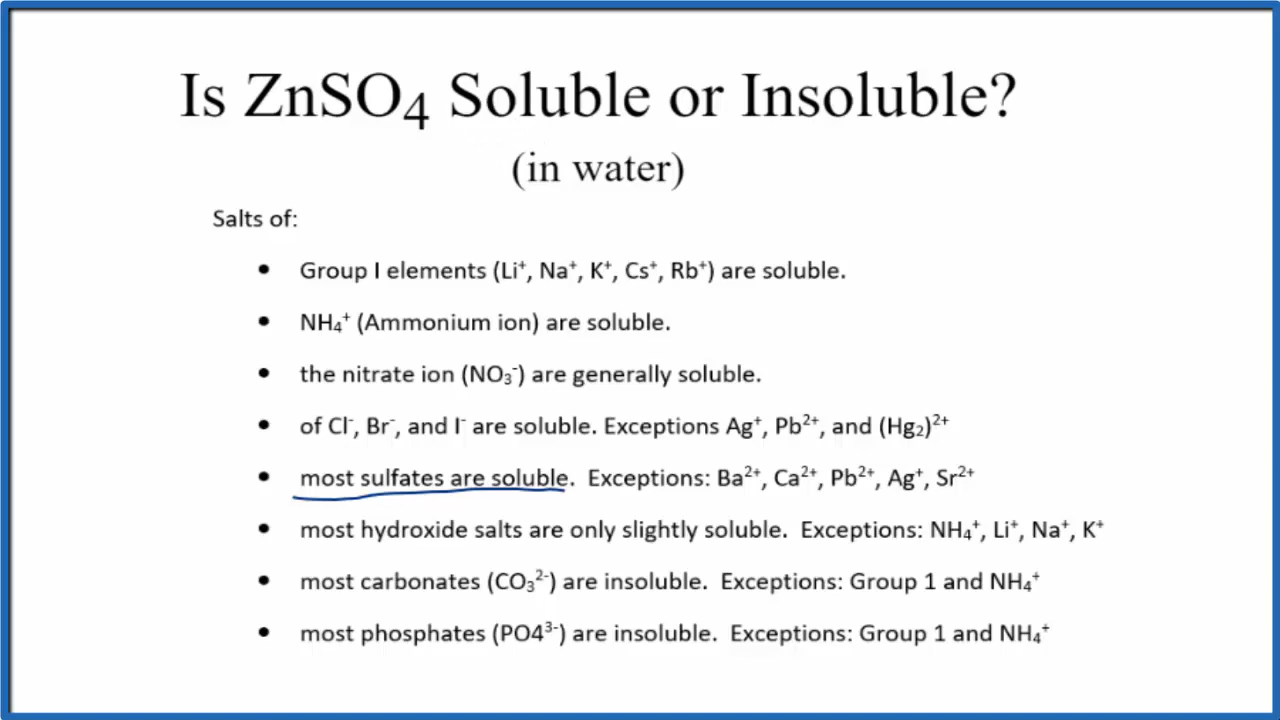 Is ZnSO₄ Soluble or Insoluble?
(in water)
Salts of:
• Group I elements (Li⁺, Na⁺, K⁺, Cs⁺, Rb⁺) are soluble.
• NH₄⁺ (Ammonium ion) are soluble.
• the nitrate ion (NO₃⁻) are generally soluble.
• of Cl⁻, Br⁻, and I⁻ are soluble. Exceptions Ag⁺, Pb²⁺, and (Hg₂)²⁺
• most sulfates are soluble. Exceptions: Ba²⁺, Ca²⁺, Pb²⁺, Ag⁺, Sr²⁺
• most hydroxide salts are only slightly soluble. Exceptions: NH₄⁺, Li⁺, Na⁺, K⁺
• most carbonates (CO₃²⁻) are insoluble. Exceptions: Group 1 and NH₄⁺
• most phosphates (PO4³⁻) are insoluble. Exceptions: Group 1 and NH₄⁺